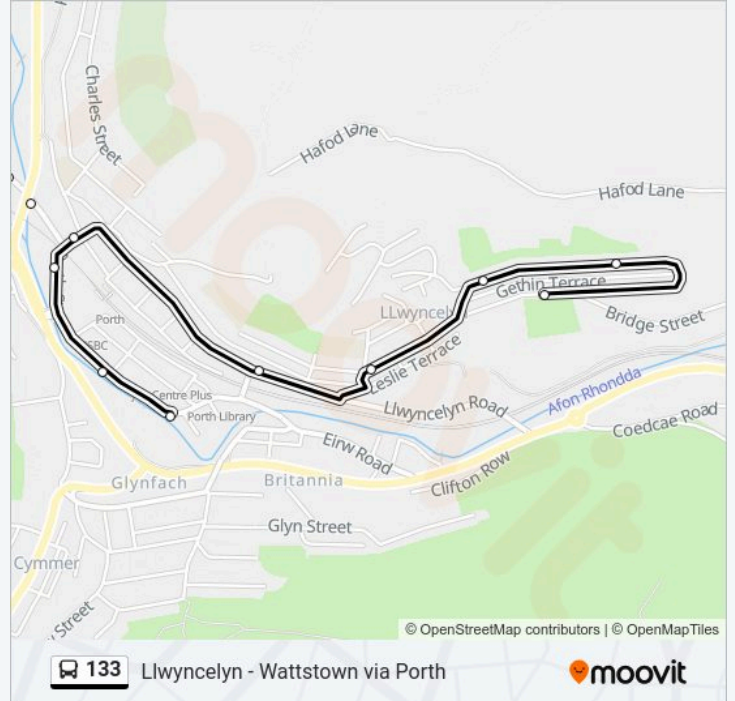 Charles Street
Hafod Lane
Hafod Lane
Gethin Terrace
Bridge Street
Porth
Leslie Terrace
Centre Plus
Porth Library
Llwyncelyn Road
Afon Rhondda
Coedcae Road
Eirw Road
Clifton Row
Glynfach
Britannia
Glyn Street
Cymmer
Street
© OpenStreetMap contributors | © OpenMapTiles
133
Llwyncelyn - Wattstown via Porth
moovit